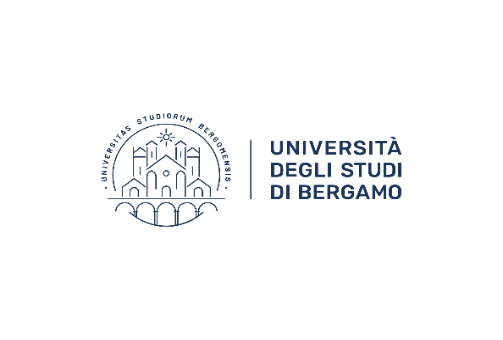 · UNIVERSITAS STUDIORUM BERGOMENSIS ·
UNIVERSITÀ
DEGLI STUDI
DI BERGAMO